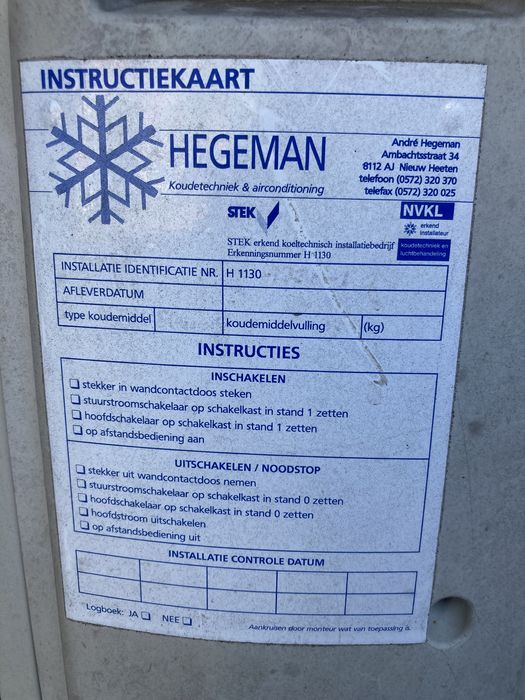 INSTRUCTIEKAART
HEGEMAN
Koudetechniek & airconditioning
André Hegeman
Ambachtsstraat 34
8112 AJ Nieuw Heeten
telefoon (0572) 320 370
telefax (0572) 320 025
STEK
NVKL
erkend
installateur
koudetechniek en
luchtbehandeling
STEK erkend koeltechnisch installatiebedrijf
Erkenningsnummer H 1130
INSTALLATIE IDENTIFICATIE NR. H 1130
AFLEVERDATUM
type koudemiddel koudemiddelvulling (kg)
INSTRUCTIES
INSCHAKELEN
☐ stekker in wandcontactdoos steken
☐ stuurstroomschakelaar op schakelkast in stand 1 zetten
☐ hoofdschakelaar op schakelkast in stand 1 zetten
☐ op afstandsbediening aan
UITSCHAKELEN / NOODSTOP
☐ stekker uit wandcontactdoos nemen
☐ stuurstroomschakelaar op schakelkast in stand 0 zetten
☐ hoofdschakelaar op schakelkast in stand 0 zetten
☐ hoofdstroom uitschakelen
☐ op afstandsbediening uit
INSTALLATIE CONTROLE DATUM
Logboek: JA ☐ NEE ☐
Aankruisen door monteur wat van toepassing is.